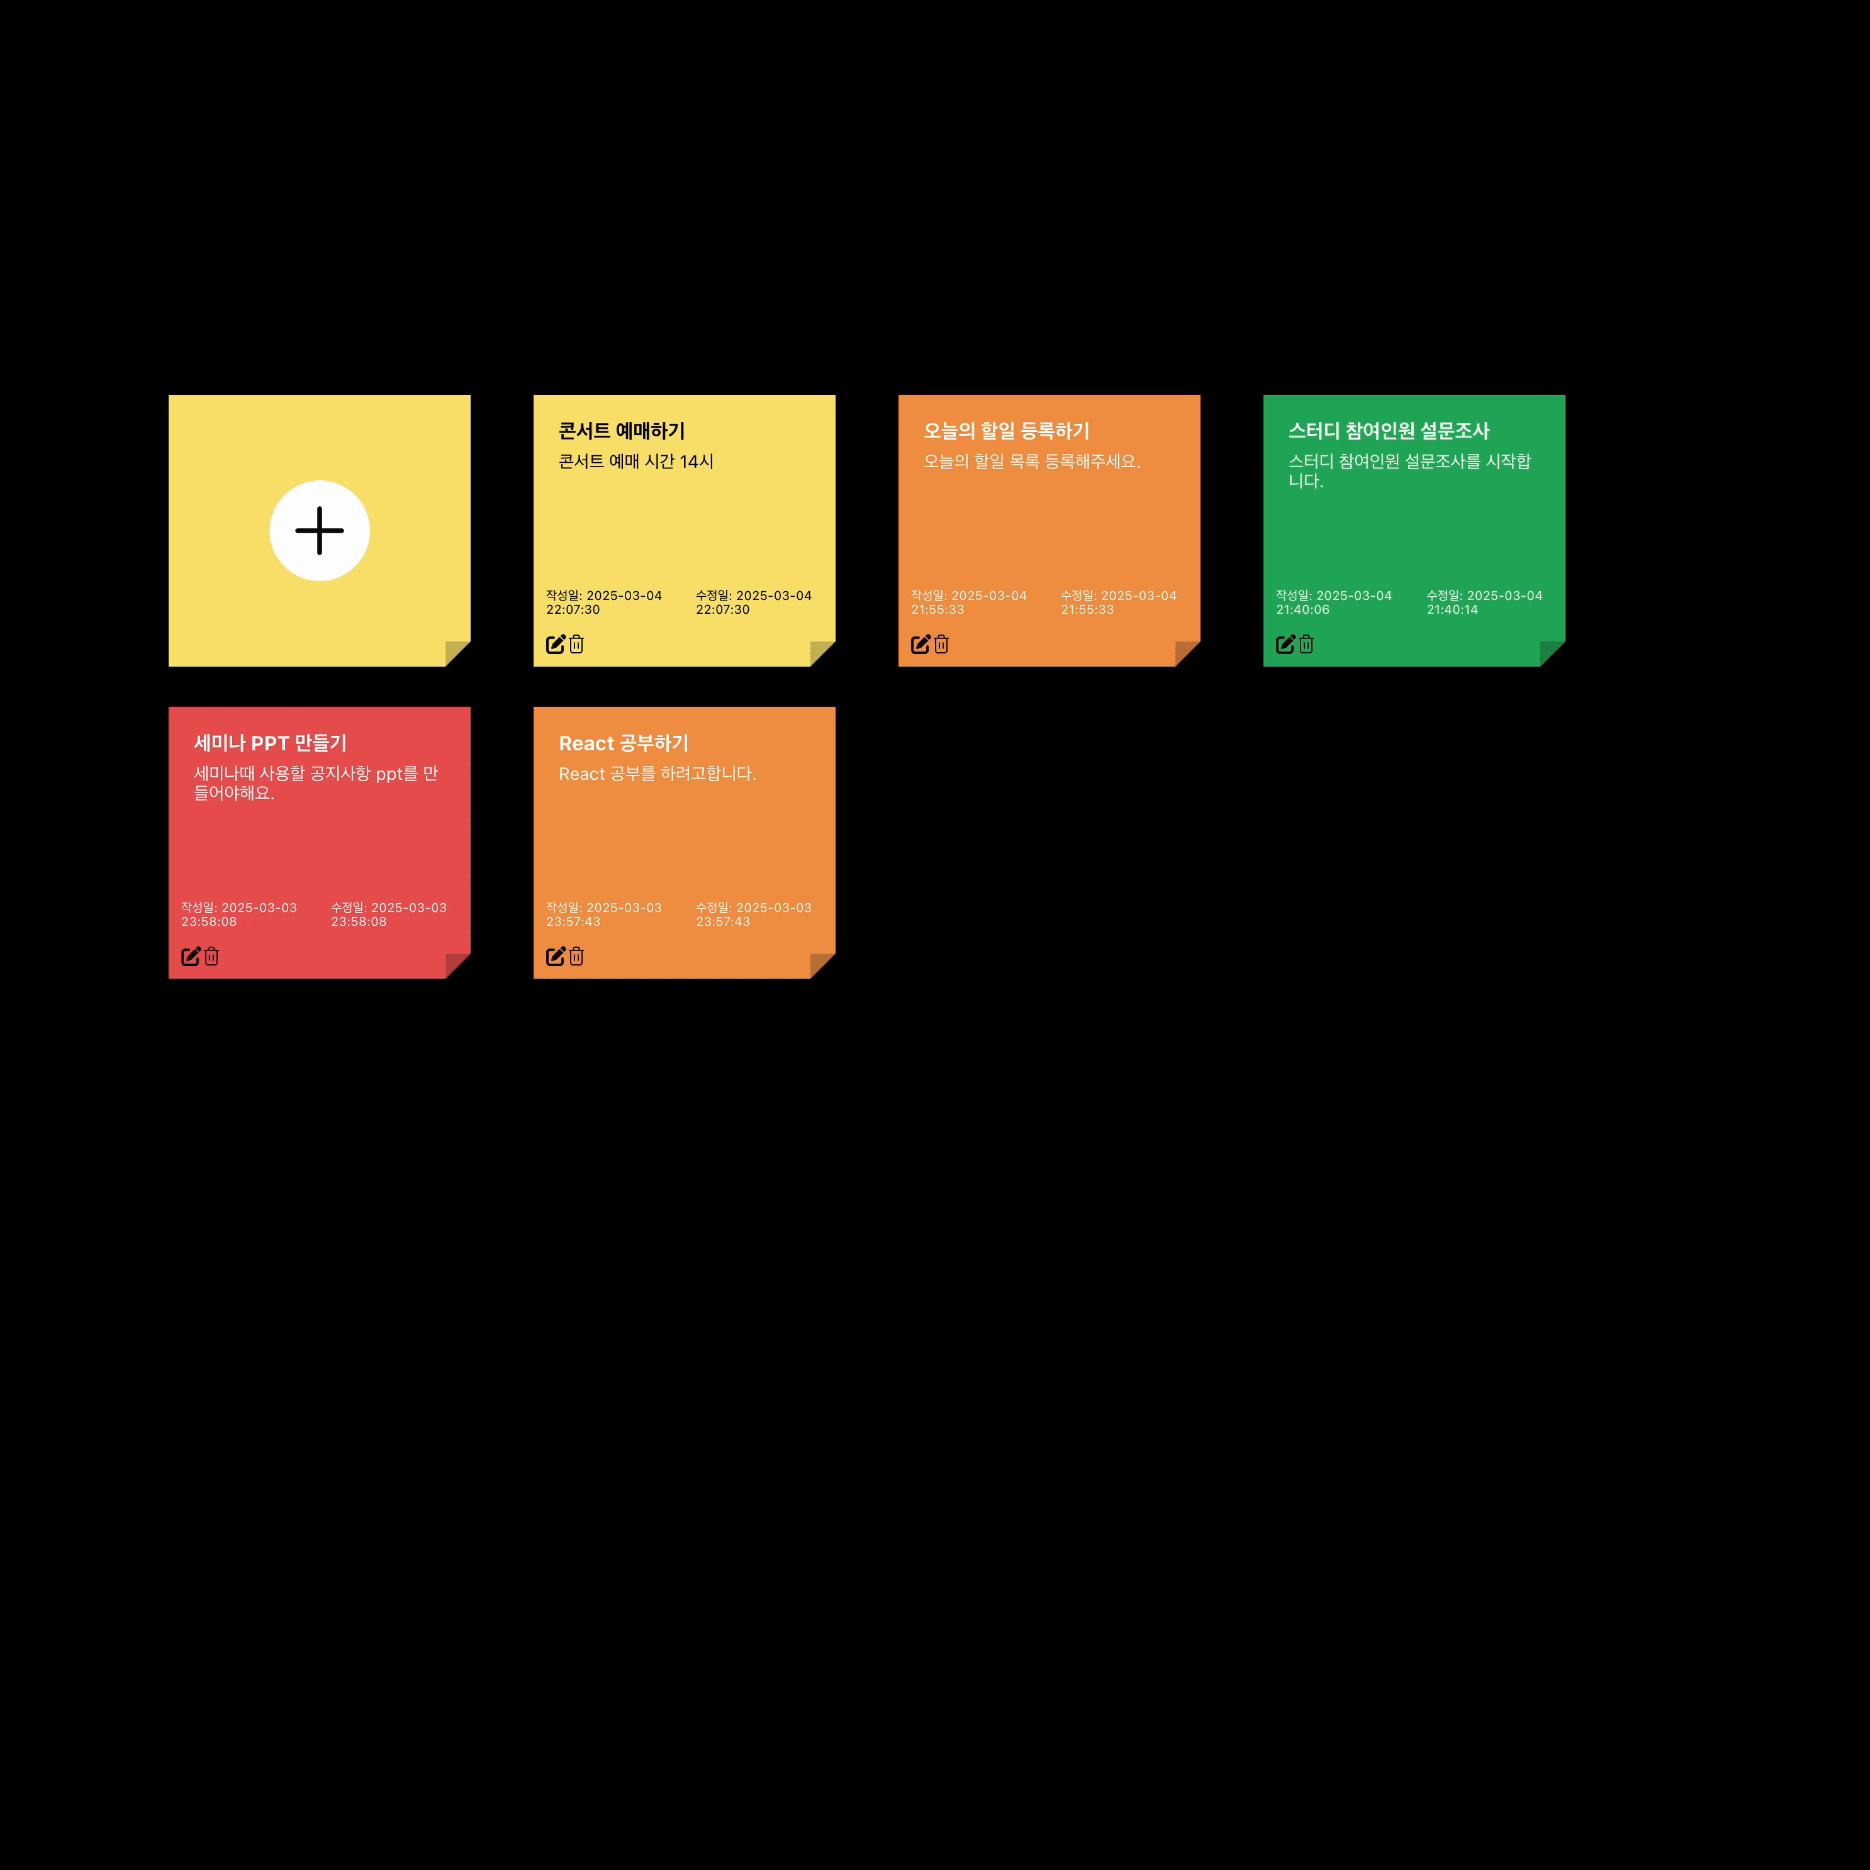 콘서트 예매하기
콘서트 예매 시간 14시
작성일: 2025-03-04
22:07:30
수정일: 2025-03-04
22:07:30
오늘의 할일 등록하기
오늘의 할일 목록 등록해주세요.
작성일: 2025-03-04
21:55:33
수정일: 2025-03-04
21:55:33
스터디 참여인원 설문조사
스터디 참여인원 설문조사를 시작합
니다.
작성일: 2025-03-04
21:40:06
수정일: 2025-03-04
21:40:14
세미나 PPT 만들기
세미나때 사용할 공지사항 ppt를 만
들어야해요.
작성일: 2025-03-03
23:58:08
수정일: 2025-03-03
23:58:08
React 공부하기
React 공부를 하려고합니다.
작성일: 2025-03-03
23:57:43
수정일: 2025-03-03
23:57:43